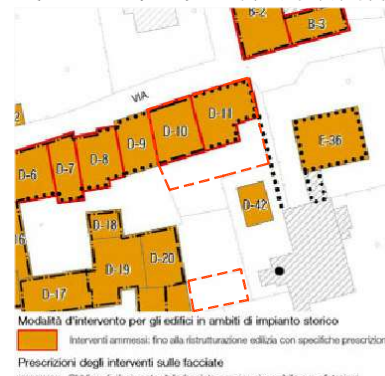 B-2
B-3
VIA
D-11
D-10
D-9
D-8
D-7
D-6
E-36
D-42
D-18
D-19
D-20
D-17
Modalità d'intervento per gli edifici in ambiti di impianto storico
Interventi ammessi: fino alla ristrutturazione edilizia con specifiche prescrizion
Prescrizioni degli interventi sulle facciate